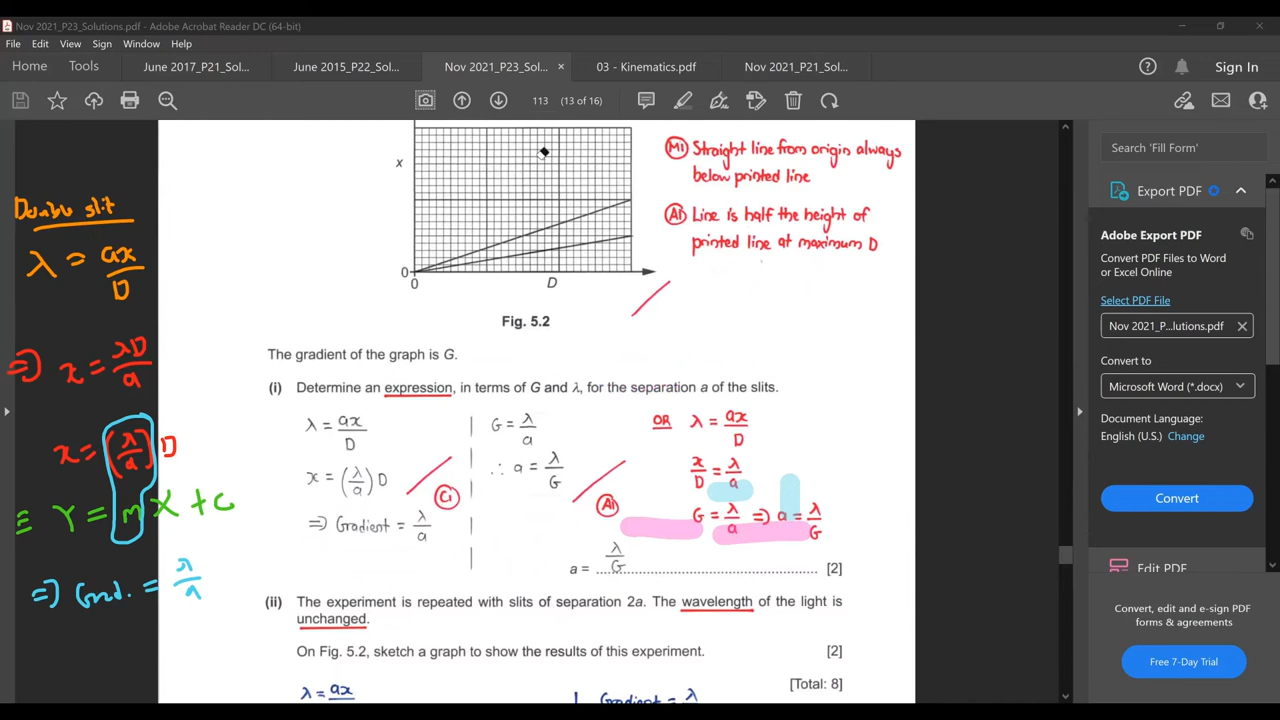 Nov 2021_P23_Solutions.pdf - Adobe Acrobat Reader DC (64-bit)
File Edit View Sign Window Help
Home Tools June 2017_P21_Sol... June 2015_P22_Sol... Nov 2021_P23_So... × 03 - Kinematics.pdf Nov 2021_P21_Sol... Sign In
113 (13 of 16)
x
0
0 D
Fig. 5.2
M1 Straight line from origin always
below printed line
A1 Line is half the height of
printed line at maximum D
Double slit
λ = ax/D
⇒ x = λD/a
x = (λ/a) D
≡ Y = m X + C
⇒ Grad. = λ/a
The gradient of the graph is G.
(i) Determine an expression, in terms of G and λ, for the separation a of the slits.
λ = ax/D
x = (λ/a) D
⇒ Gradient = λ/a
C1
G = λ/a
∴ a = λ/G
A1
OR λ = ax/D
x/D = λ/a
G = λ/a ⇒ a = λ/G
a = λ/G [2]
(ii) The experiment is repeated with slits of separation 2a. The wavelength of the light is
unchanged.
On Fig. 5.2, sketch a graph to show the results of this experiment. [2]
[Total: 8]
λ = ax
Gradient = λ
Search 'Fill Form'
Export PDF
Adobe Export PDF
Convert PDF Files to Word
or Excel Online
Select PDF File
Nov 2021_P...lutions.pdf ×
Convert to
Microsoft Word (*.docx)
Document Language:
English (U.S.) Change
Convert
Edit PDF
Convert, edit and e-sign PDF
forms & agreements
Free 7-Day Trial